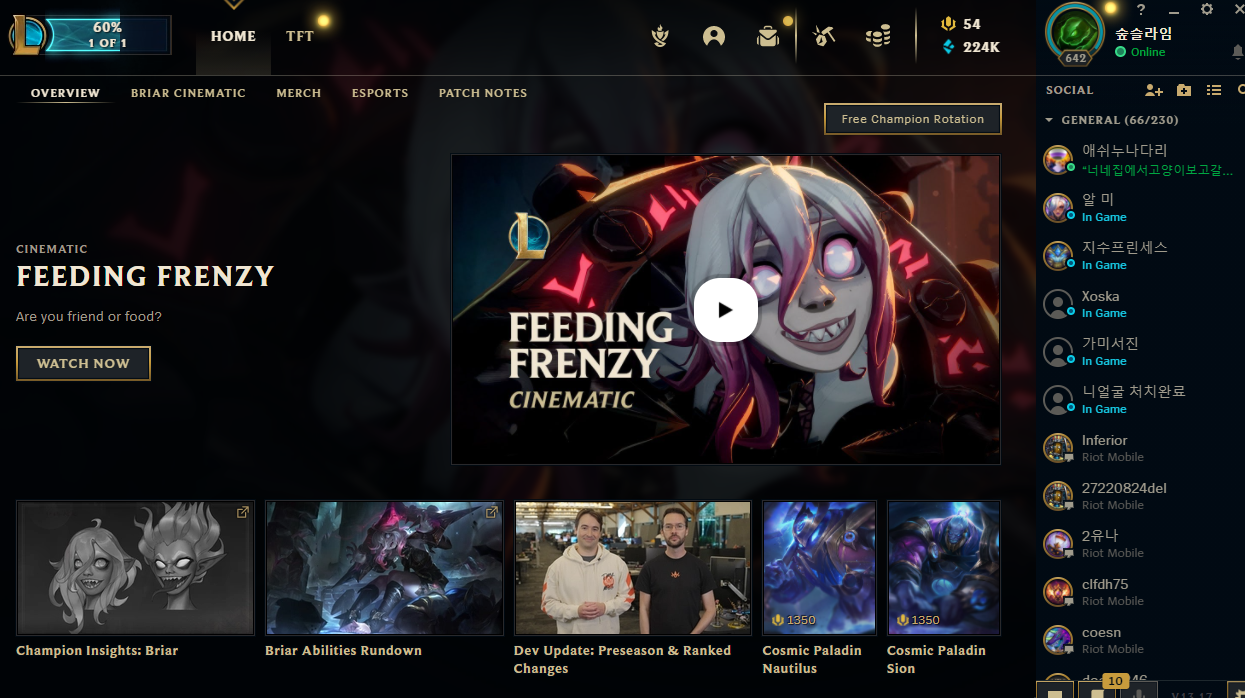 60%
1 OF 1
HOME
TFT
54
224K
642
숲슬라임
Online
OVERVIEW
BRIAR CINEMATIC
MERCH
ESPORTS
PATCH NOTES
Free Champion Rotation
CINEMATIC
FEEDING FRENZY
Are you friend or food?
WATCH NOW
FEEDING
FRENZY
CINEMATIC
Champion Insights: Briar
Briar Abilities Rundown
Dev Update: Preseason & Ranked
Changes
1350
Cosmic Paladin
Nautilus
1350
Cosmic Paladin
Sion
SOCIAL
GENERAL (66/230)
애쉬누나다리
“너네집에서고양이보고갈...
알 미
In Game
지수프린세스
In Game
Xoska
In Game
가미서진
In Game
니얼굴 처치완료
In Game
Inferior
Riot Mobile
27220824del
Riot Mobile
2유나
Riot Mobile
clfdh75
Riot Mobile
coesn
Riot Mobile
10
V13.17